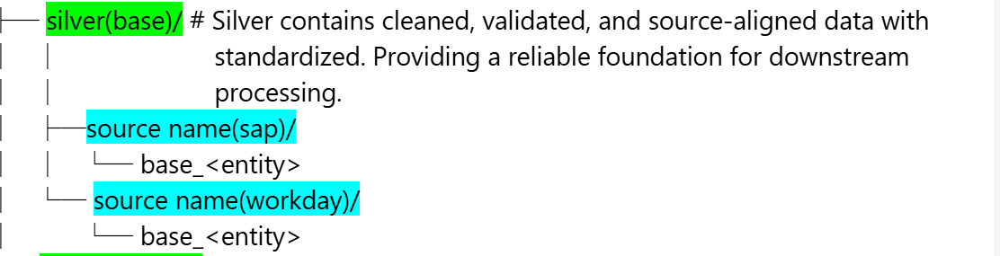 ├── silver(base)/ # Silver contains cleaned, validated, and source-aligned data with
│ │ standardized. Providing a reliable foundation for downstream
│ │ processing.
│ ├──source name(sap)/
│ │ └── base_<entity>
│ └── source name(workday)/
│ └── base_<entity>